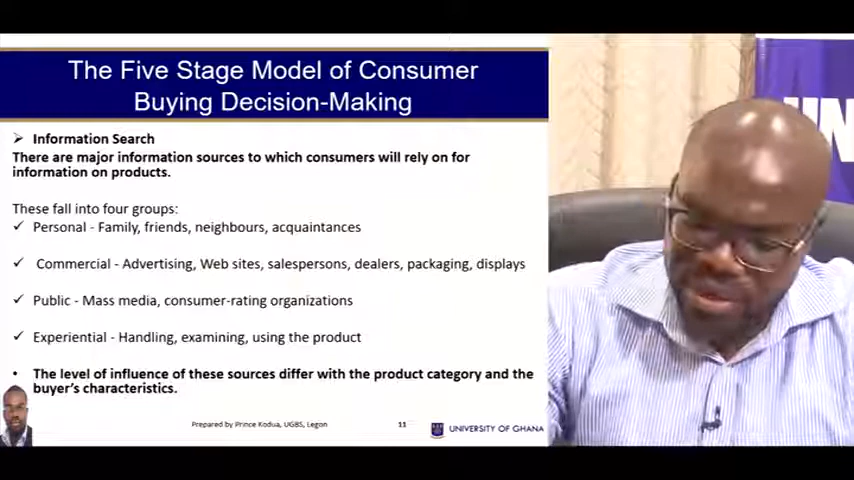 The Five Stage Model of Consumer
Buying Decision-Making
➢ Information Search
There are major information sources to which consumers will rely on for
information on products.
These fall into four groups:
✓ Personal - Family, friends, neighbours, acquaintances
✓ Commercial - Advertising, Web sites, salespersons, dealers, packaging, displays
✓ Public - Mass media, consumer-rating organizations
✓ Experiential - Handling, examining, using the product
• The level of influence of these sources differ with the product category and the
buyer's characteristics.
Prepared by Prince Kodua, UGBS, Legon
11
UNIVERSITY OF GHANA